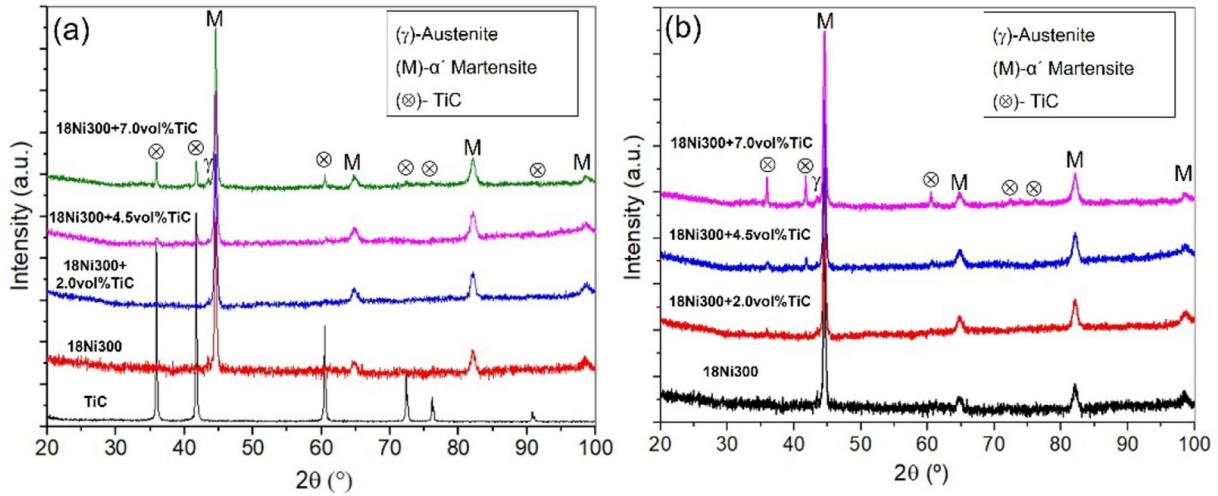 (a)
M
(γ)-Austenite
(M)-α´ Martensite
(⊗)- TiC
18Ni300+7.0vol%TiC
⊗ ⊗ γ ⊗ M ⊗ ⊗ M ⊗ M
18Ni300+4.5vol%TiC
18Ni300+
2.0vol%TiC
18Ni300
TiC
Intensity (a.u.)
20 30 40 50 60 70 80 90 100
2θ (°)
(b)
M
(γ)-Austenite
(M)-α´ Martensite
(⊗)- TiC
18Ni300+7.0vol%TiC
⊗ ⊗ γ ⊗ M ⊗ ⊗ M M
18Ni300+4.5vol%TiC
18Ni300+2.0vol%TiC
18Ni300
Intensity (a.u.)
20 30 40 50 60 70 80 90 100
2θ (º)